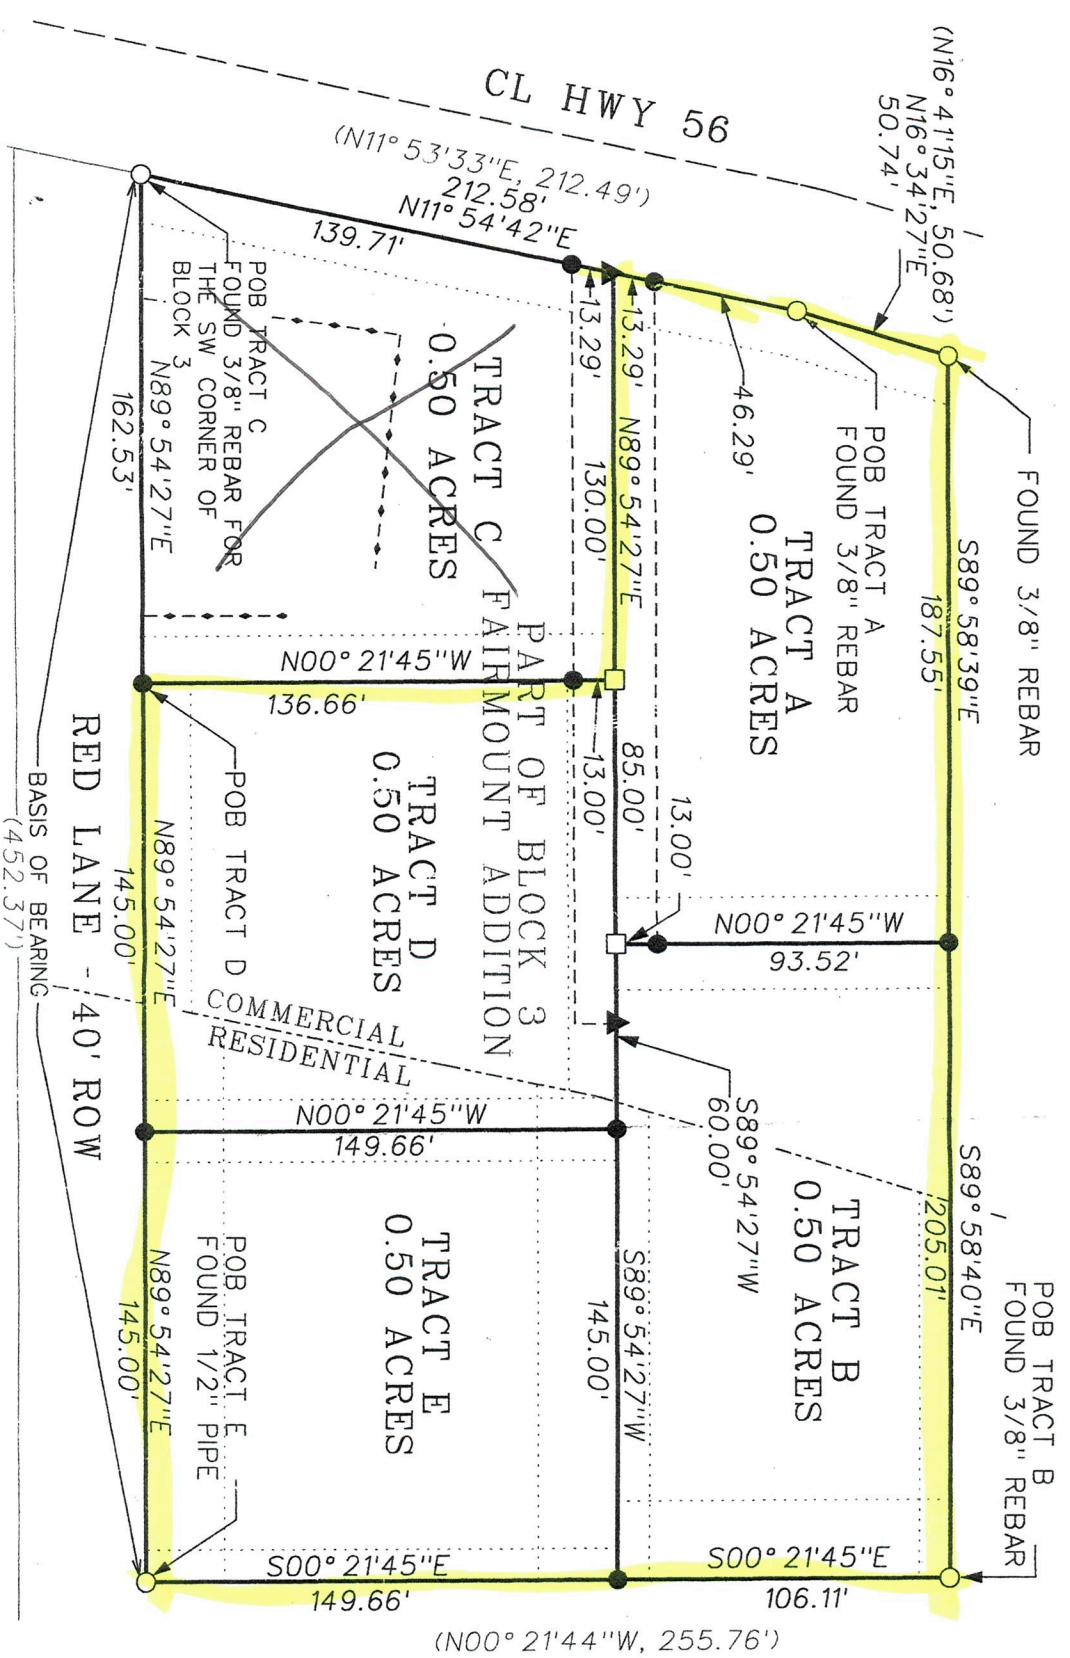 CL HWY 56
(N16° 41'15"E, 50.68')
N16° 34'27"E
50.74'
(N11° 53'33"E, 212.49')
212.58'
N11° 54'42"E
139.71'
13.29'
13.29'
46.29'
FOUND 3/8" REBAR
POB TRACT A
FOUND 3/8" REBAR
S89° 58'39"E
187.55'
TRACT A
0.50 ACRES
N89° 54'27"E
130.00'
TRACT C
0.50 ACRES
POB TRACT C
FOUND 3/8" REBAR FOR
THE SW CORNER OF
BLOCK 3
N89° 54'27"E
162.53'
N00° 21'45"W
136.66'
13.00'
85.00'
13.00'
N00° 21'45"W
93.52'
PART OF BLOCK 3
FAIRMOUNT ADDITION
TRACT D
0.50 ACRES
POB TRACT D
N89° 54'27"E
145.00'
COMMERCIAL
RESIDENTIAL
RED LANE - 40' ROW
BASIS OF BEARING
(452.37')
S89° 54'27"W
60.00'
N00° 21'45"W
149.66'
S89° 58'40"E
205.01'
POB TRACT B
FOUND 3/8" REBAR
TRACT B
0.50 ACRES
S89° 54'27"W
145.00'
TRACT E
0.50 ACRES
POB TRACT E
FOUND 1/2" PIPE
N89° 54'27"E
145.00'
S00° 21'45"E
149.66'
S00° 21'45"E
106.11'
(N00° 21'44"W, 255.76')